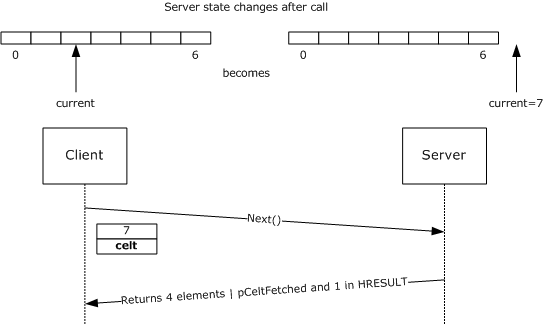 Server state changes after call
0 6 0 6
becomes
current current=7
Client Server
Next()
7
celt
Returns 4 elements | pCeltFetched and 1 in HRESULT